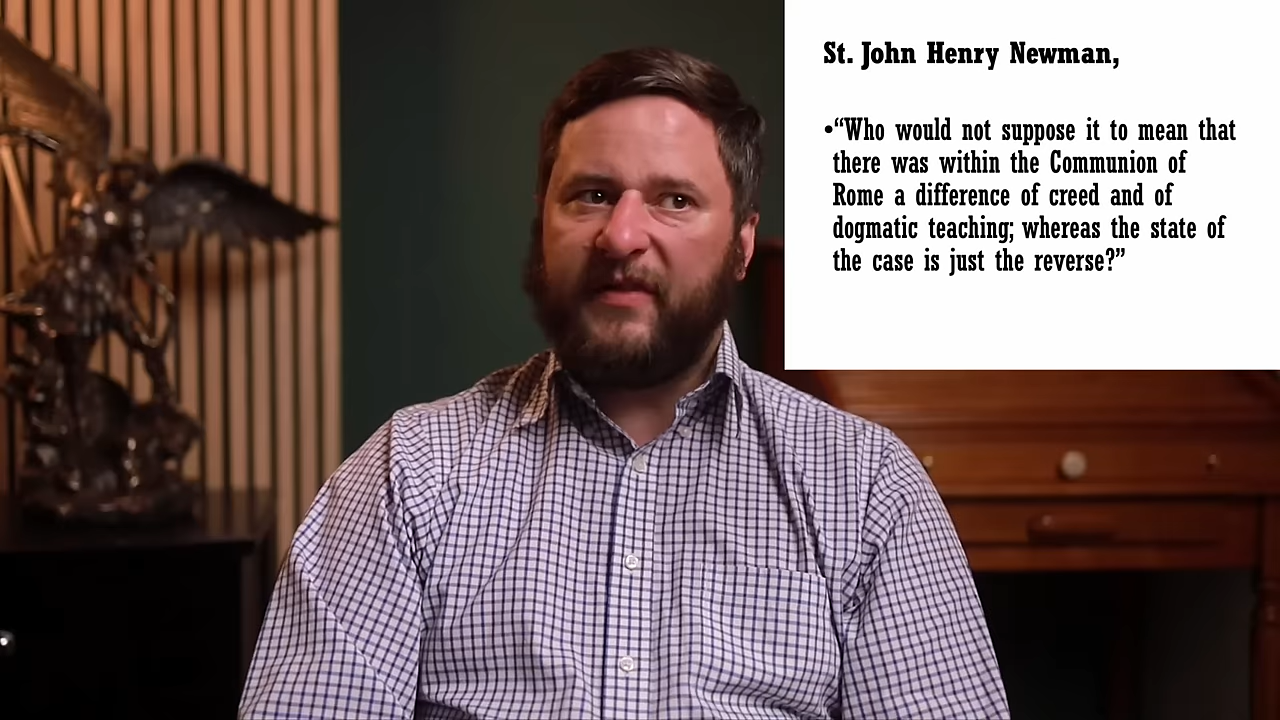 St. John Henry Newman,
•“Who would not suppose it to mean that
there was within the Communion of
Rome a difference of creed and of
dogmatic teaching; whereas the state of
the case is just the reverse?”